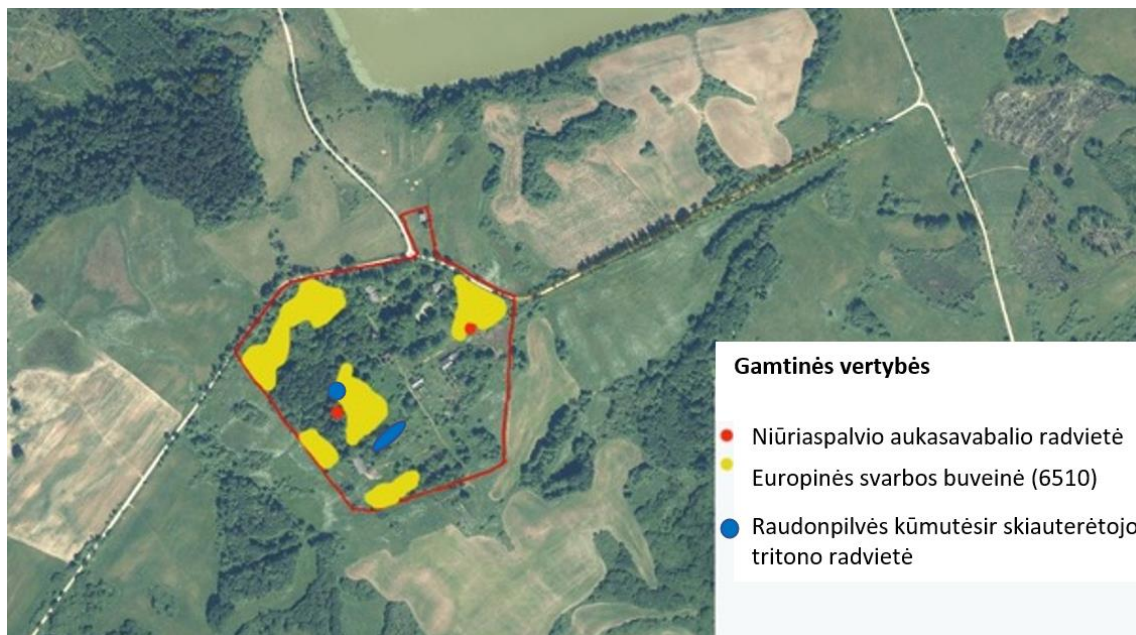 Gamtinės vertybės
Niūriaspalvio aukasavabalio radvietė
Europinės svarbos buveinė (6510)
Raudonpilvės kūmutėsir skiauterėtojo
tritono radvietė